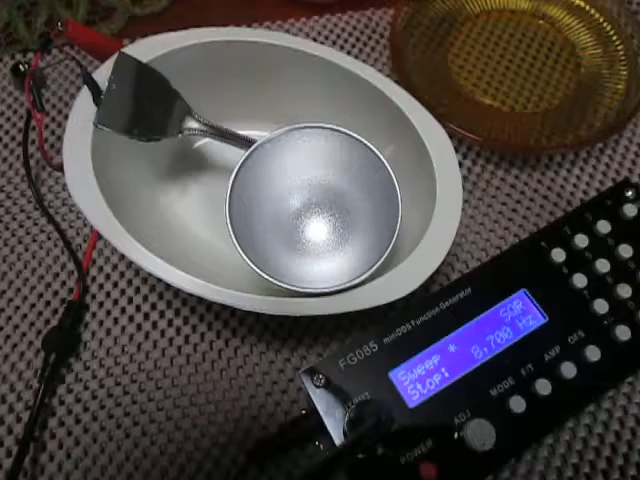 FG085 miniDDS Function Generator
Sweep * SQR
Stop: 8,700 Hz
MODE F/T AMP OFS
ADJ
POWER